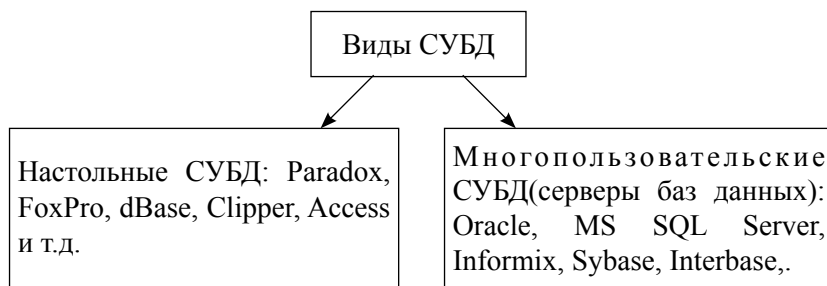 Виды СУБД
Настольные СУБД: Paradox,
FoxPro, dBase, Clipper, Access
и т.д.
Многопользовательские
СУБД(серверы баз данных):
Oracle, MS SQL Server,
Informix, Sybase, Interbase,.